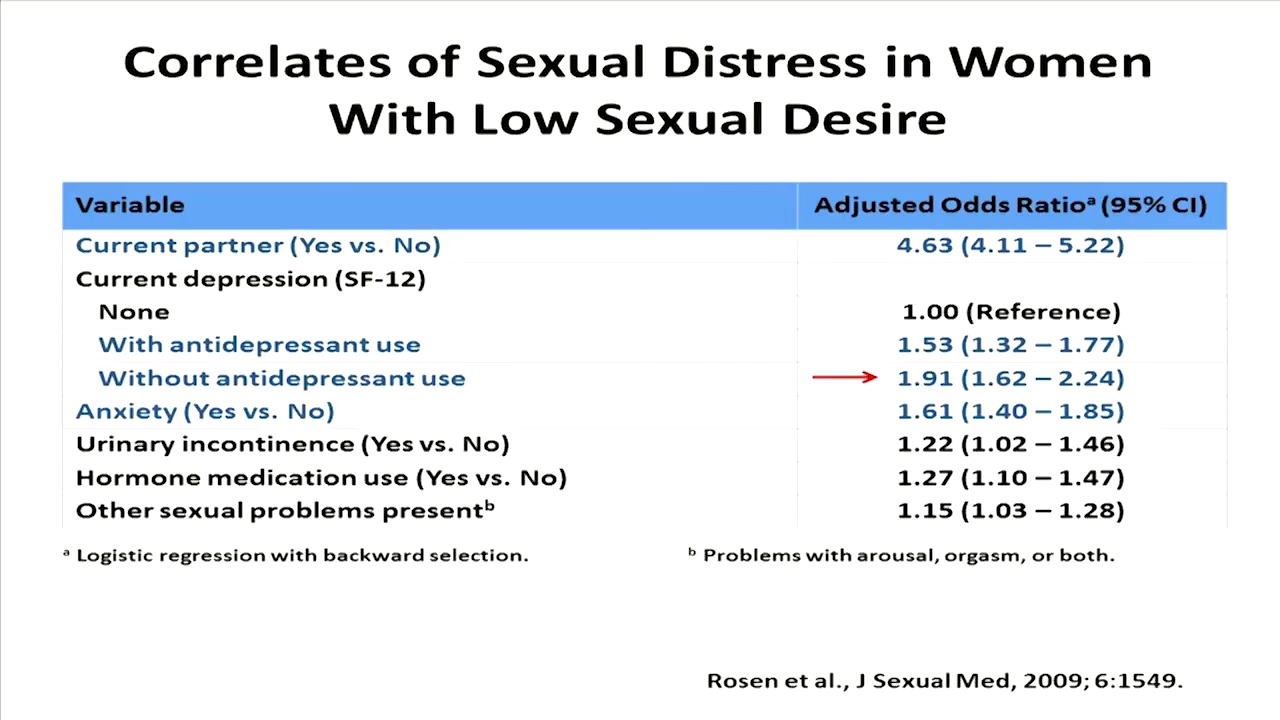 Correlates of Sexual Distress in Women
With Low Sexual Desire
Variable Adjusted Odds Ratioᵃ (95% CI)
Current partner (Yes vs. No) 4.63 (4.11 – 5.22)
Current depression (SF-12)
None 1.00 (Reference)
With antidepressant use 1.53 (1.32 – 1.77)
Without antidepressant use 1.91 (1.62 – 2.24)
Anxiety (Yes vs. No) 1.61 (1.40 – 1.85)
Urinary incontinence (Yes vs. No) 1.22 (1.02 – 1.46)
Hormone medication use (Yes vs. No) 1.27 (1.10 – 1.47)
Other sexual problems presentᵇ 1.15 (1.03 – 1.28)
ᵃ Logistic regression with backward selection. ᵇ Problems with arousal, orgasm, or both.
Rosen et al., J Sexual Med, 2009; 6:1549.